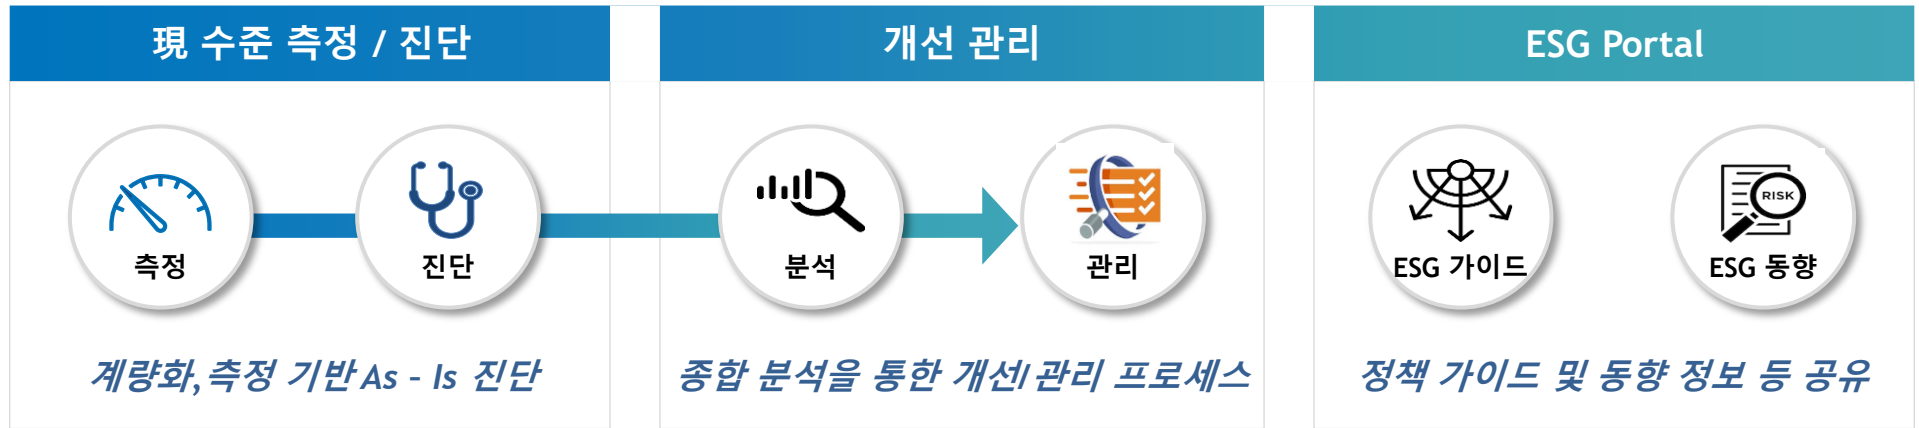 現 수준 측정 / 진단
개선 관리
ESG Portal
측정
진단
분석
관리
ESG 가이드
RISK
ESG 동향
계량화, 측정 기반 As - Is 진단
종합 분석을 통한 개선/관리 프로세스
정책 가이드 및 동향 정보 등 공유